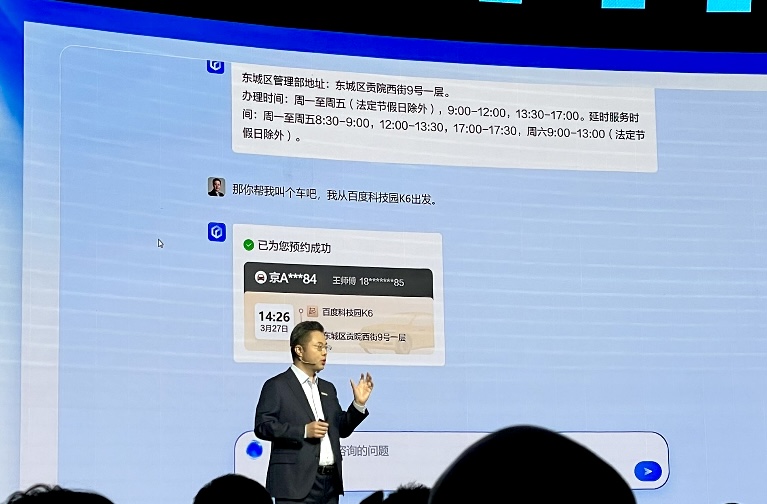 东城区管理部地址：东城区贡院西街9号一层。
办理时间：周一至周五（法定节假日除外），9:00-12:00，13:30-17:00。延时服务时
间：周一至周五8:30-9:00，12:00-13:30，17:00-17:30，周六9:00-13:00（法定节
假日除外）。
那你帮我叫个车吧，我从百度科技园K6出发。
已为您预约成功
京A***84 王师傅 18*******85
14:26
3月27日
起 百度科技园K6
东城区贡院西街9号一层
咨询的问题